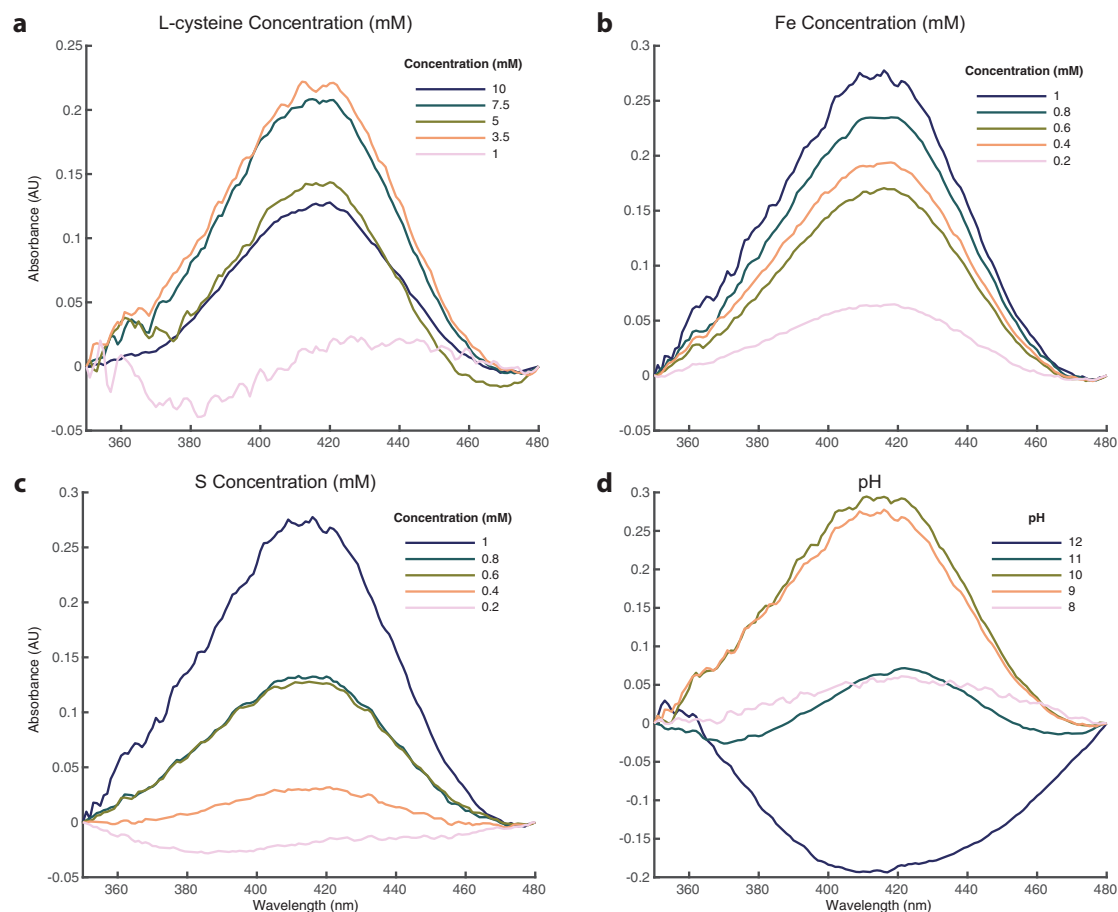 a
L-cysteine Concentration (mM)
0.25
0.2
0.15
0.1
0.05
0
-0.05
Absorbance (AU)
360 380 400 420 440 460 480
Concentration (mM)
10
7.5
5
3.5
1
b
Fe Concentration (mM)
0.3
0.25
0.2
0.15
0.1
0.05
0
-0.05
360 380 400 420 440 460 480
Concentration (mM)
1
0.8
0.6
0.4
0.2
c
S Concentration (mM)
0.3
0.25
0.2
0.15
0.1
0.05
0
-0.05
Absorbance (AU)
360 380 400 420 440 460 480
Wavelength (nm)
Concentration (mM)
1
0.8
0.6
0.4
0.2
d
pH
0.3
0.25
0.2
0.15
0.1
0.05
0
-0.05
-0.1
-0.15
-0.2
360 380 400 420 440 460 480
Wavelength (nm)
pH
12
11
10
9
8